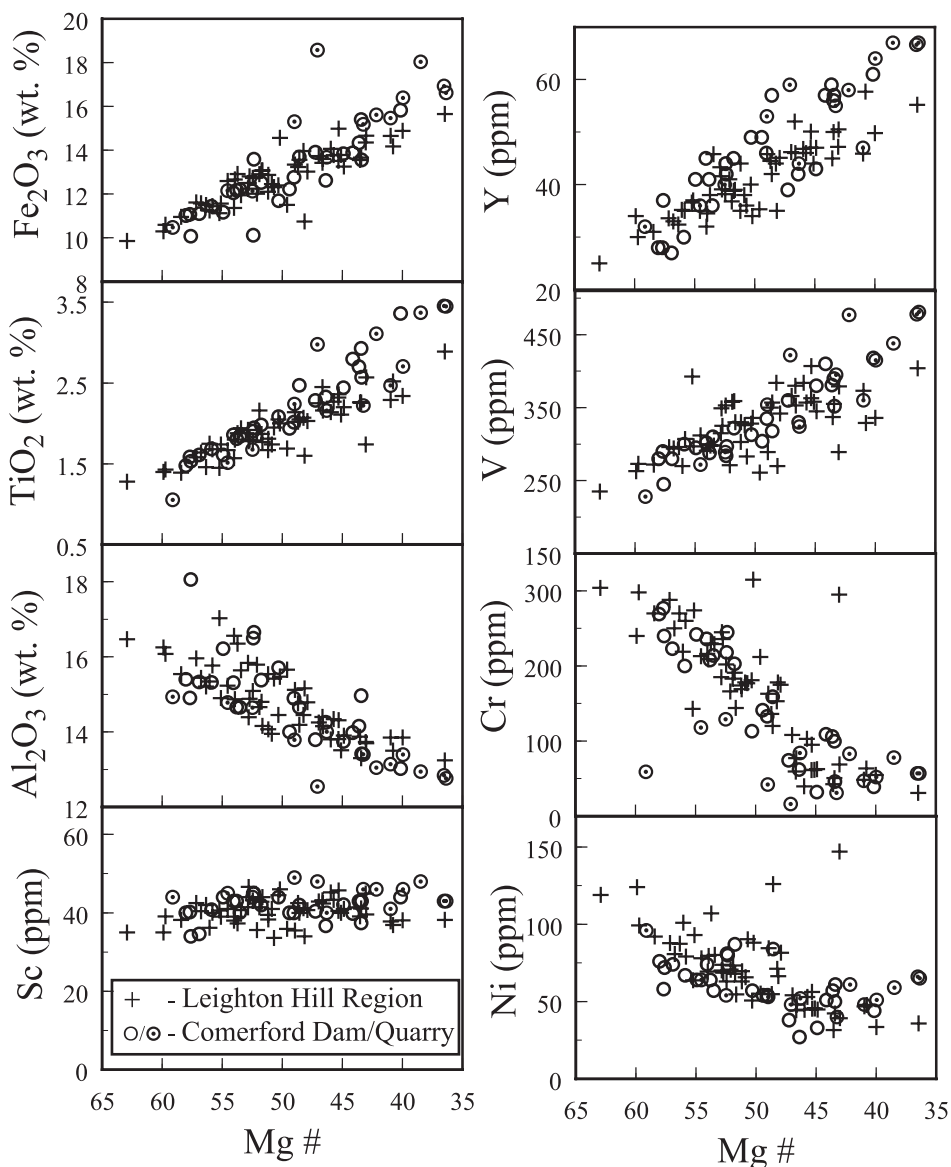 20
18
16
14
12
10
8
Fe2O3 (wt. %)
3.5
2.5
1.5
0.5
TiO2 (wt. %)
18
16
14
12
Al2O3 (wt. %)
60
40
20
0
Sc (ppm)
+ - Leighton Hill Region
○/⊙ - Comerford Dam/Quarry
65 60 55 50 45 40 35
Mg #
60
40
20
Y (ppm)
450
350
250
150
V (ppm)
300
200
100
0
Cr (ppm)
150
100
50
0
Ni (ppm)
65 60 55 50 45 40 35
Mg #